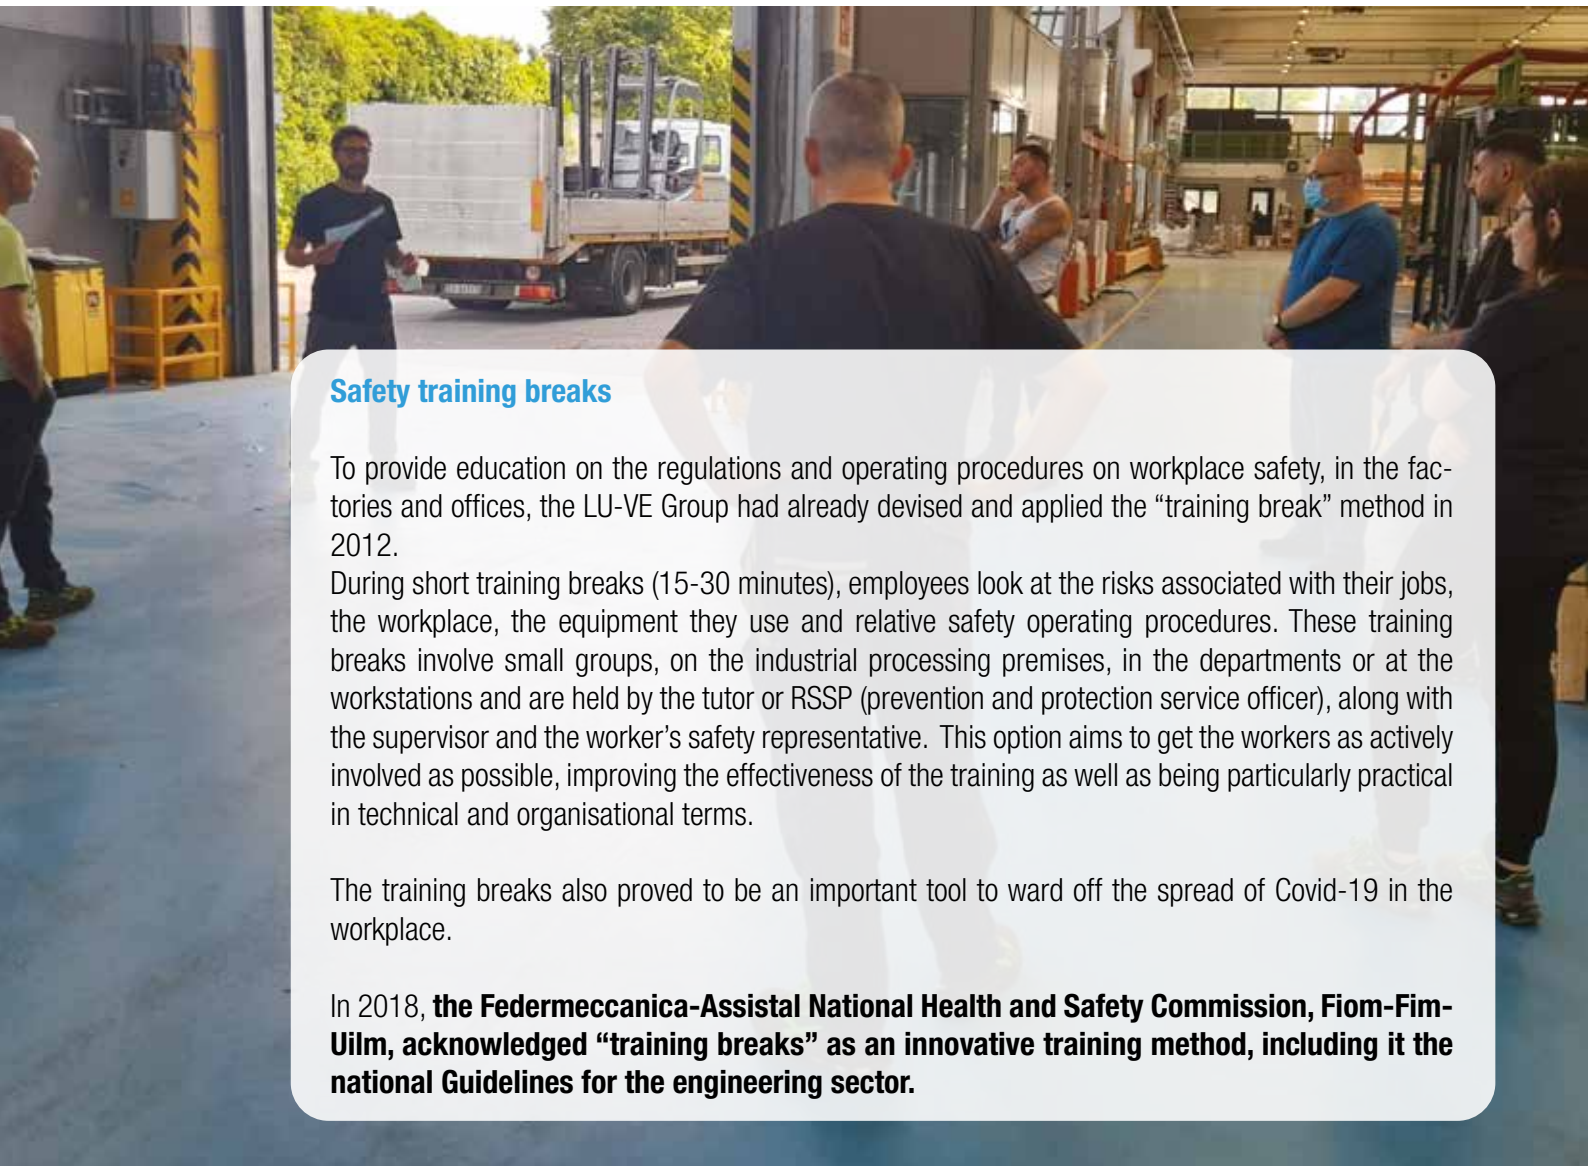 Safety training breaks
To provide education on the regulations and operating procedures on workplace safety, in the fac-
tories and offices, the LU-VE Group had already devised and applied the “training break” method in
2012.
During short training breaks (15-30 minutes), employees look at the risks associated with their jobs,
the workplace, the equipment they use and relative safety operating procedures. These training
breaks involve small groups, on the industrial processing premises, in the departments or at the
workstations and are held by the tutor or RSSP (prevention and protection service officer), along with
the supervisor and the worker’s safety representative. This option aims to get the workers as actively
involved as possible, improving the effectiveness of the training as well as being particularly practical
in technical and organisational terms.
The training breaks also proved to be an important tool to ward off the spread of Covid-19 in the
workplace.
In 2018, the Federmeccanica-Assistal National Health and Safety Commission, Fiom-Fim-
Uilm, acknowledged “training breaks” as an innovative training method, including it the
national Guidelines for the engineering sector.